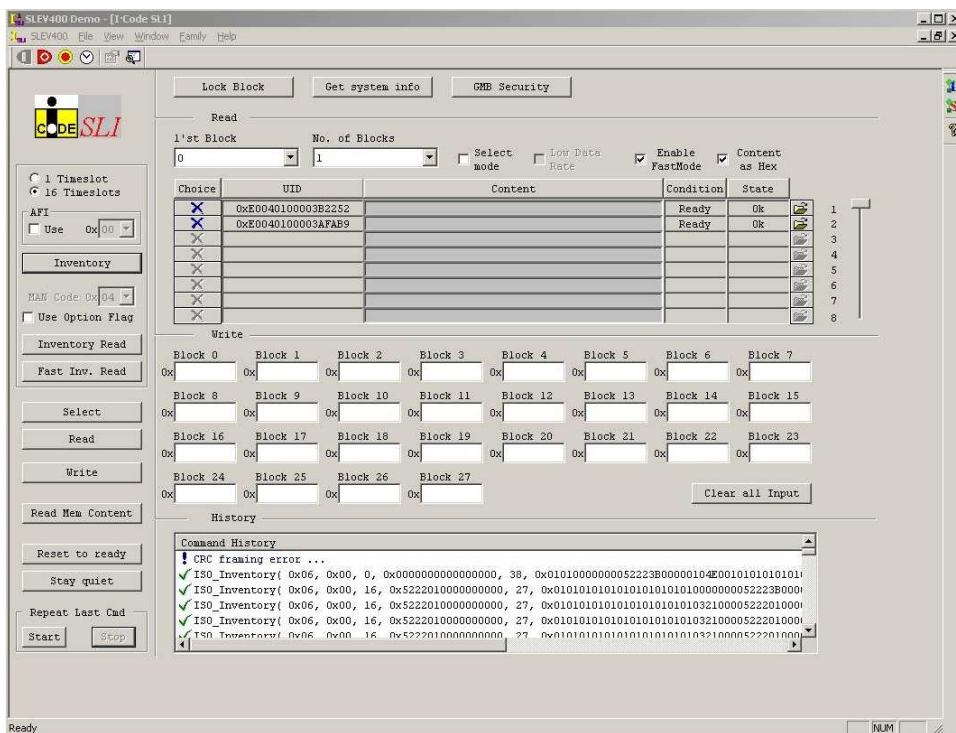 SLEV400 Demo - [I·Code SLI]
SLEV400 File View Window Family Help
Lock Block Get system info GMB Security
I CODE SLI
Read
1'st Block No. of Blocks
0 1 Select mode Low Data Rate Enable FastMode Content as Hex
1 Timeslot
16 Timeslots
AFI
Use 0x 00
Inventory
MAN Code 0x 04
Use Option Flag
Inventory Read
Fast Inv. Read
Select
Read
Write
Read Mem Content
Reset to ready
Stay quiet
Repeat Last Cmd
Start Stop
Choice UID Content Condition State
0xE0040100003B2252 Ready Ok 1
0xE0040100003AFAB9 Ready Ok 2
3
4
5
6
7
8
Write
Block 0 Block 1 Block 2 Block 3 Block 4 Block 5 Block 6 Block 7
0x 0x 0x 0x 0x 0x 0x 0x
Block 8 Block 9 Block 10 Block 11 Block 12 Block 13 Block 14 Block 15
0x 0x 0x 0x 0x 0x 0x 0x
Block 16 Block 17 Block 18 Block 19 Block 20 Block 21 Block 22 Block 23
0x 0x 0x 0x 0x 0x 0x 0x
Block 24 Block 25 Block 26 Block 27
0x 0x 0x 0x
Clear all Input
History
Command History
! CRC framing error ...
ISO_Inventory( 0x06, 0x00, 0, 0x0000000000000000, 38,
ISO_Inventory( 0x06, 0x00, 16, 0x5222010000000000, 27,
ISO_Inventory( 0x06, 0x00, 16, 0x5222010000000000, 27,
ISO_Inventory( 0x06, 0x00, 16, 0x5222010000000000, 27,
ISO_Inventory( 0x06, 0x00, 16, 0x5222010000000000, 27,
Ready NUM